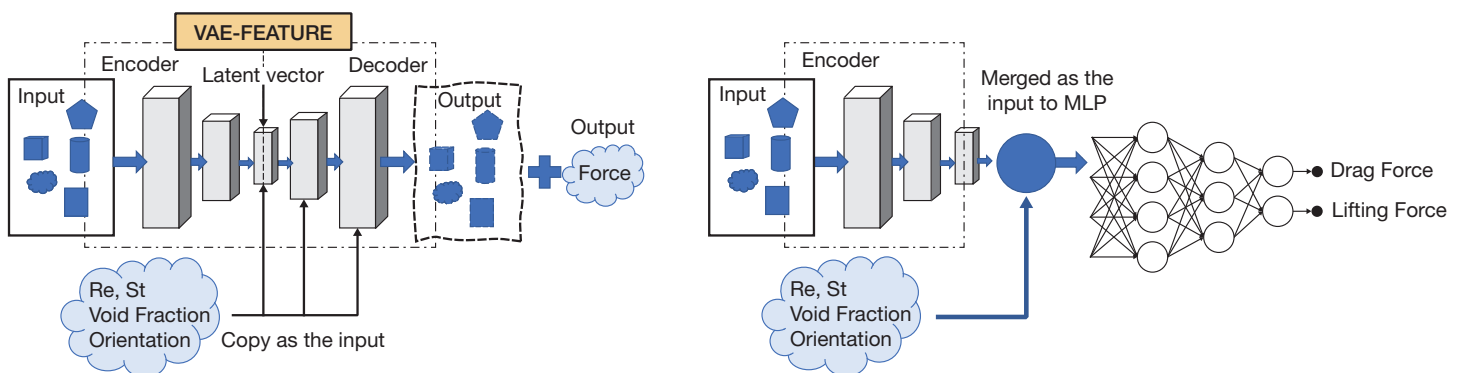 VAE-FEATURE
Encoder
Latent vector
Decoder
Input
Output
Output
Force
Re, St
Void Fraction
Orientation
Copy as the input
Encoder
Input
Merged as the
input to MLP
Drag Force
Lifting Force
Re, St
Void Fraction
Orientation